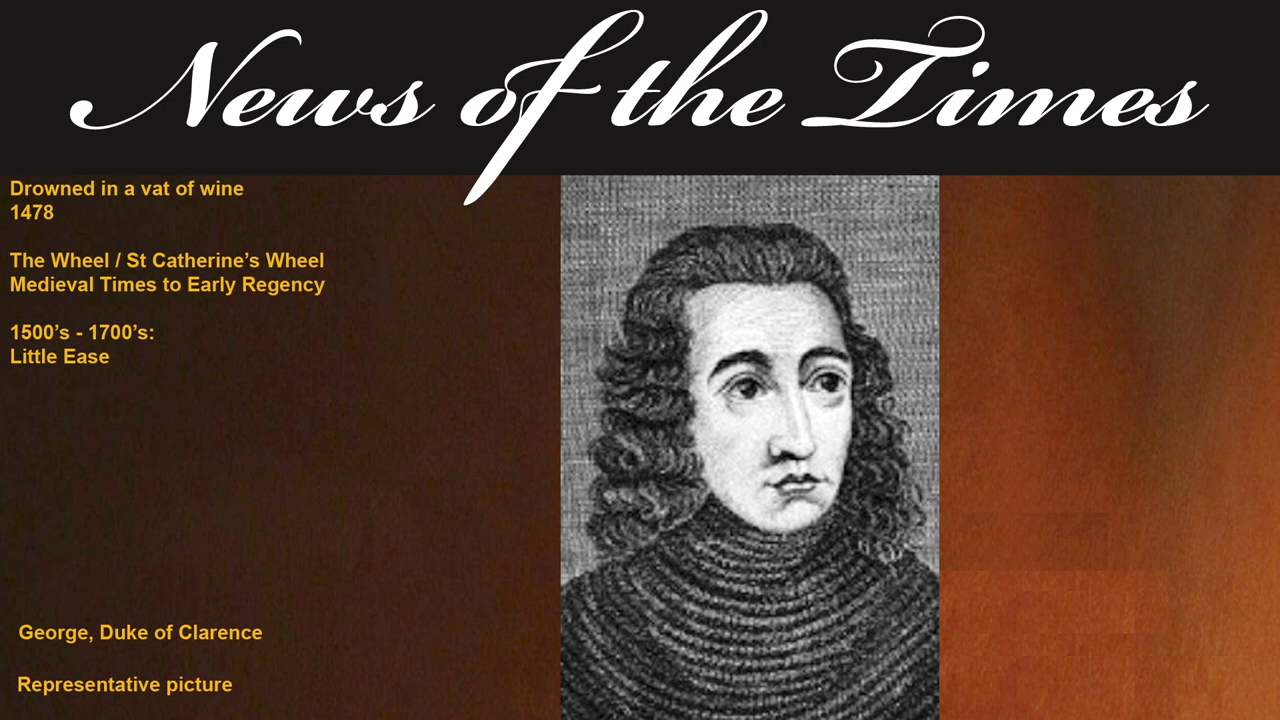 News of the Times
Drowned in a vat of wine
1478
The Wheel / St Catherine’s Wheel
Medieval Times to Early Regency
1500’s - 1700’s:
Little Ease
George, Duke of Clarence
Representative picture